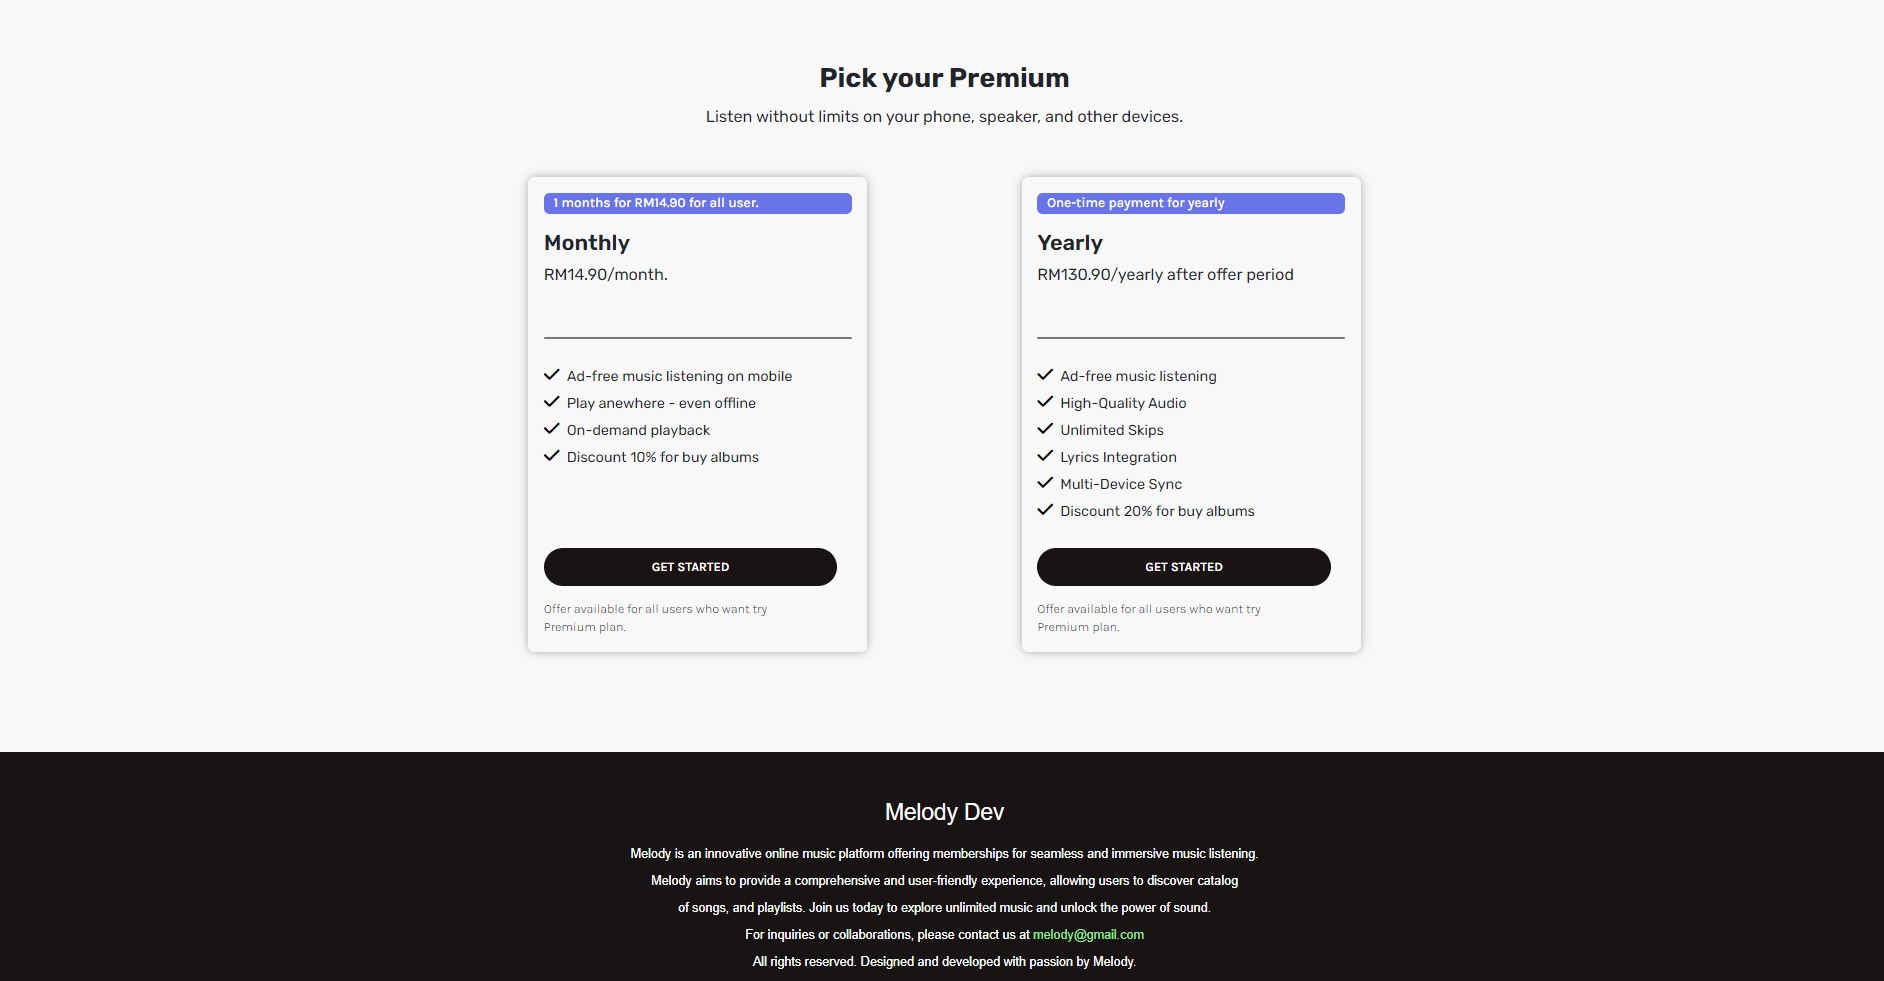 Pick your Premium
Listen without limits on your phone, speaker, and other devices.
1 months for RM14.90 for all user.
Monthly
RM14.90/month.
Ad-free music listening on mobile
Play anewhere - even offline
On-demand playback
Discount 10% for buy albums
GET STARTED
Offer available for all users who want try
Premium plan.
One-time payment for yearly
Yearly
RM130.90/yearly after offer period
Ad-free music listening
High-Quality Audio
Unlimited Skips
Lyrics Integration
Multi-Device Sync
Discount 20% for buy albums
GET STARTED
Offer available for all users who want try
Premium plan.
Melody Dev
Melody is an innovative online music platform offering memberships for seamless and immersive music listening.
Melody aims to provide a comprehensive and user-friendly experience, allowing users to discover catalog
of songs, and playlists. Join us today to explore unlimited music and unlock the power of sound.
For inquiries or collaborations, please contact us at melody@gmail.com
All rights reserved. Designed and developed with passion by Melody.